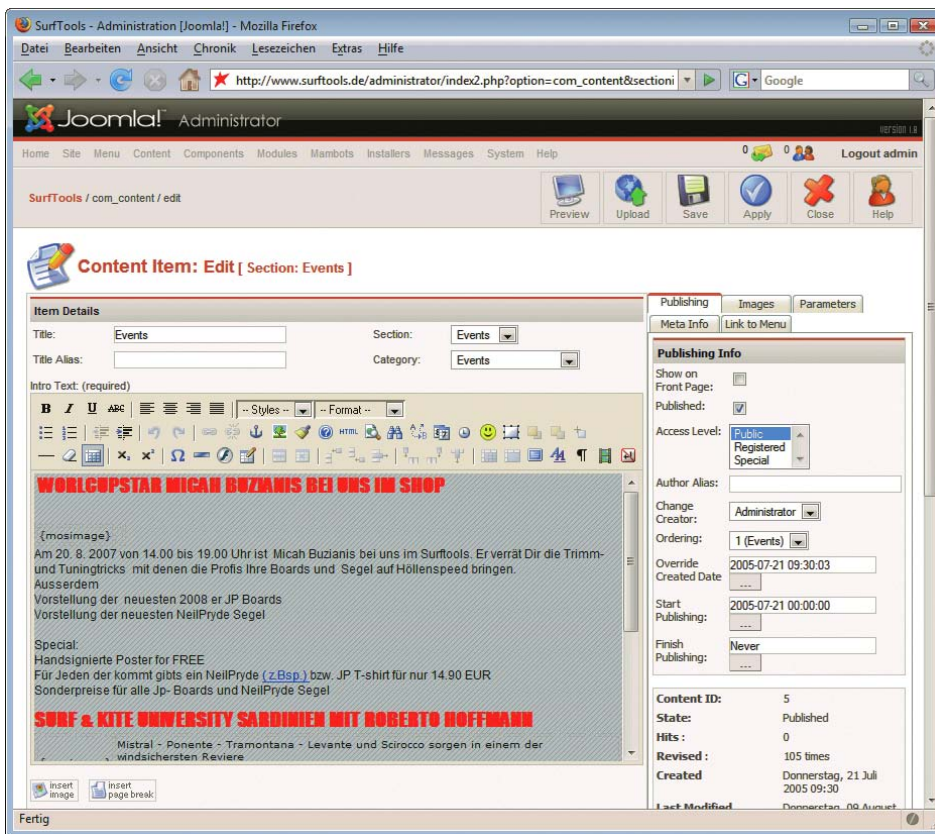 SurfTools - Administration [Joomla!] - Mozilla Firefox
Datei Bearbeiten Ansicht Chronik Lesezeichen Extras Hilfe
http://www.surftools.de/administrator/index2.php?option=com_content&sectioni
G Google
Joomla! Administrator
version 1.0
Home Site Menu Content Components Modules Mambots Installers Messages System Help 0 0 Logout admin
SurfTools / com_content / edit
Preview Upload Save Apply Close Help
Content Item: Edit [ Section: Events ]
Item Details
Title: Events Section: Events
Title Alias: Category: Events
Intro Text: (required)
B I U ABC -- Styles -- -- Format --
HTML
WORLCUPSTAR MICAH BUZIANIS BEI UNS IM SHOP
{mosimage}
Am 20. 8. 2007 von 14.00 bis 19.00 Uhr ist Micah Buzianis bei uns im Surftools. Er verrät Dir die Trimm-
und Tuningtricks mit denen die Profis Ihre Boards und Segel auf Höllenspeed bringen.
Ausserdem
Vorstellung der neuesten 2008 er JP Boards
Vorstellung der neuesten NeilPryde Segel
Special:
Handsignierte Poster for FREE
Für Jeden der kommt gibts ein NeilPryde (z.Bsp.) bzw. JP T-shirt für nur 14.90 EUR
Sonderpreise für alle Jp- Boards und NeilPryde Segel
SURF & KITE UNIVERSITY SARDINIEN MIT ROBERTO HOFFMANN
Mistral - Ponente - Tramontana - Levante und Scirocco sorgen in einem der
windsichersten Reviere
insert image
insert page break
Publishing Images Parameters
Meta Info Link to Menu
Publishing Info
Show on
Front Page:
Published:
Access Level: Public
Registered
Special
Author Alias:
Change
Creator: Administrator
Ordering: 1 (Events)
Override
Created Date 2005-07-21 09:30:03
...
Start
Publishing: 2005-07-21 00:00:00
...
Finish
Publishing: Never
...
Content ID: 5
State: Published
Hits : 0
Revised : 105 times
Created Donnerstag, 21 Juli
2005 09:30
Last Modified Donnerstag, 09 August
Fertig